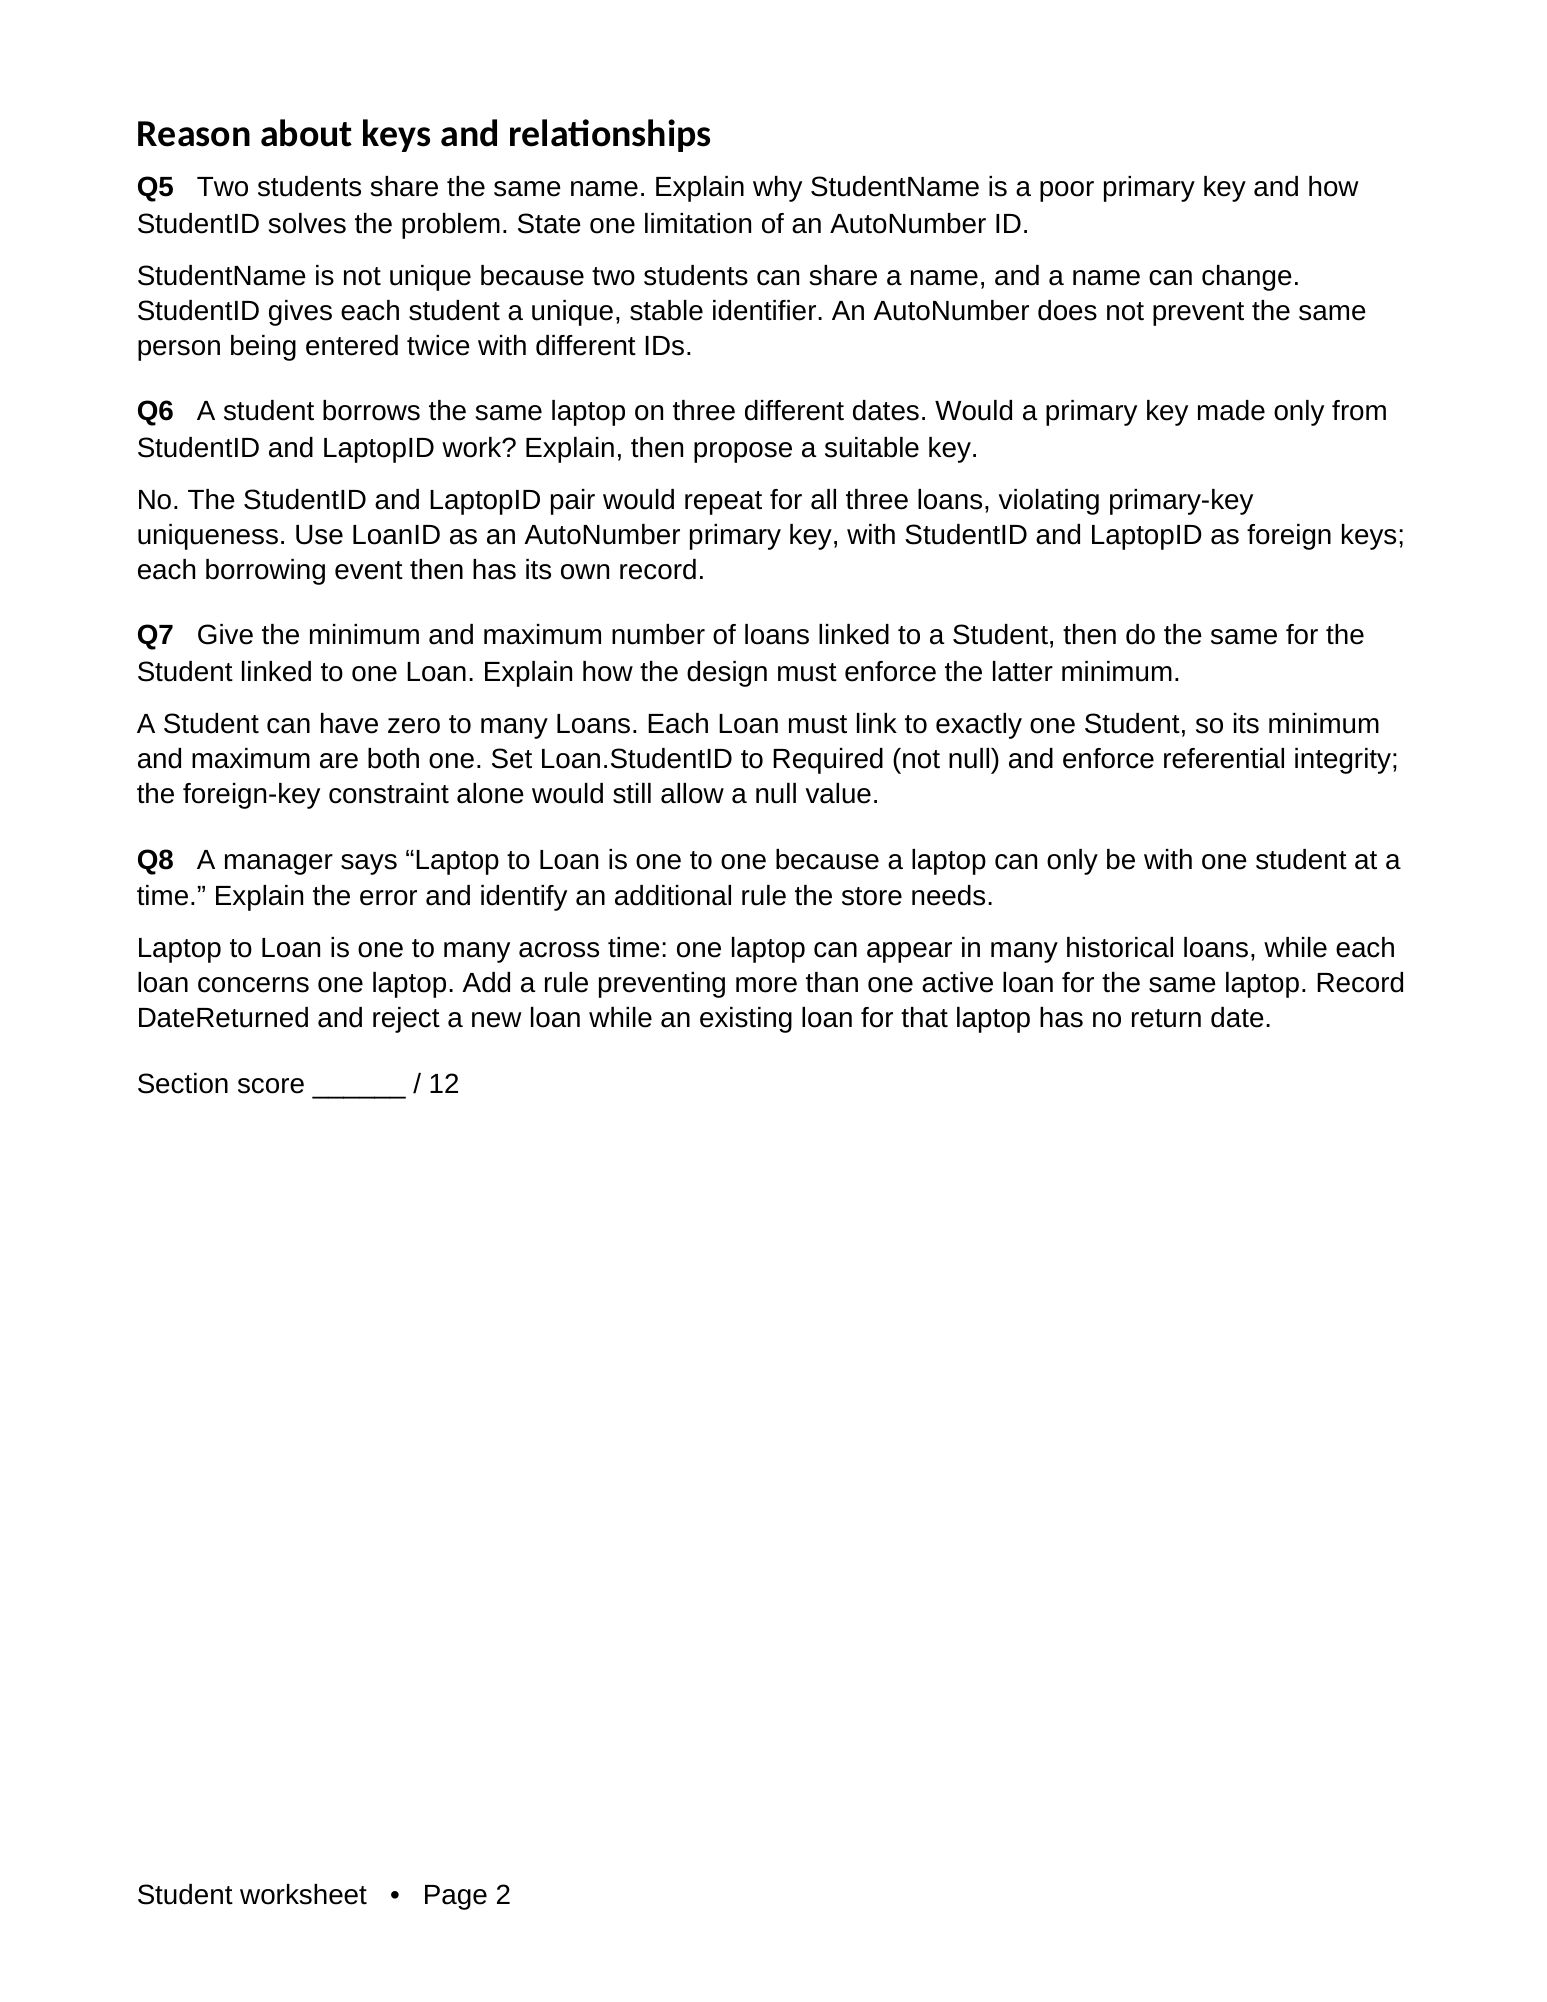 Reason about keys and relationships
Q5 Two students share the same name. Explain why StudentName is a poor primary key and how
StudentID solves the problem. State one limitation of an AutoNumber ID.
StudentName is not unique because two students can share a name, and a name can change.
StudentID gives each student a unique, stable identifier. An AutoNumber does not prevent the same
person being entered twice with different IDs.
Q6 A student borrows the same laptop on three different dates. Would a primary key made only from
StudentID and LaptopID work? Explain, then propose a suitable key.
No. The StudentID and LaptopID pair would repeat for all three loans, violating primary-key
uniqueness. Use LoanID as an AutoNumber primary key, with StudentID and LaptopID as foreign keys;
each borrowing event then has its own record.
Q7 Give the minimum and maximum number of loans linked to a Student, then do the same for the
Student linked to one Loan. Explain how the design must enforce the latter minimum.
A Student can have zero to many Loans. Each Loan must link to exactly one Student, so its minimum
and maximum are both one. Set Loan.StudentID to Required (not null) and enforce referential integrity;
the foreign-key constraint alone would still allow a null value.
Q8 A manager says “Laptop to Loan is one to one because a laptop can only be with one student at a
time.” Explain the error and identify an additional rule the store needs.
Laptop to Loan is one to many across time: one laptop can appear in many historical loans, while each
loan concerns one laptop. Add a rule preventing more than one active loan for the same laptop. Record
DateReturned and reject a new loan while an existing loan for that laptop has no return date.
Section score ______ / 12
Student worksheet • Page 2